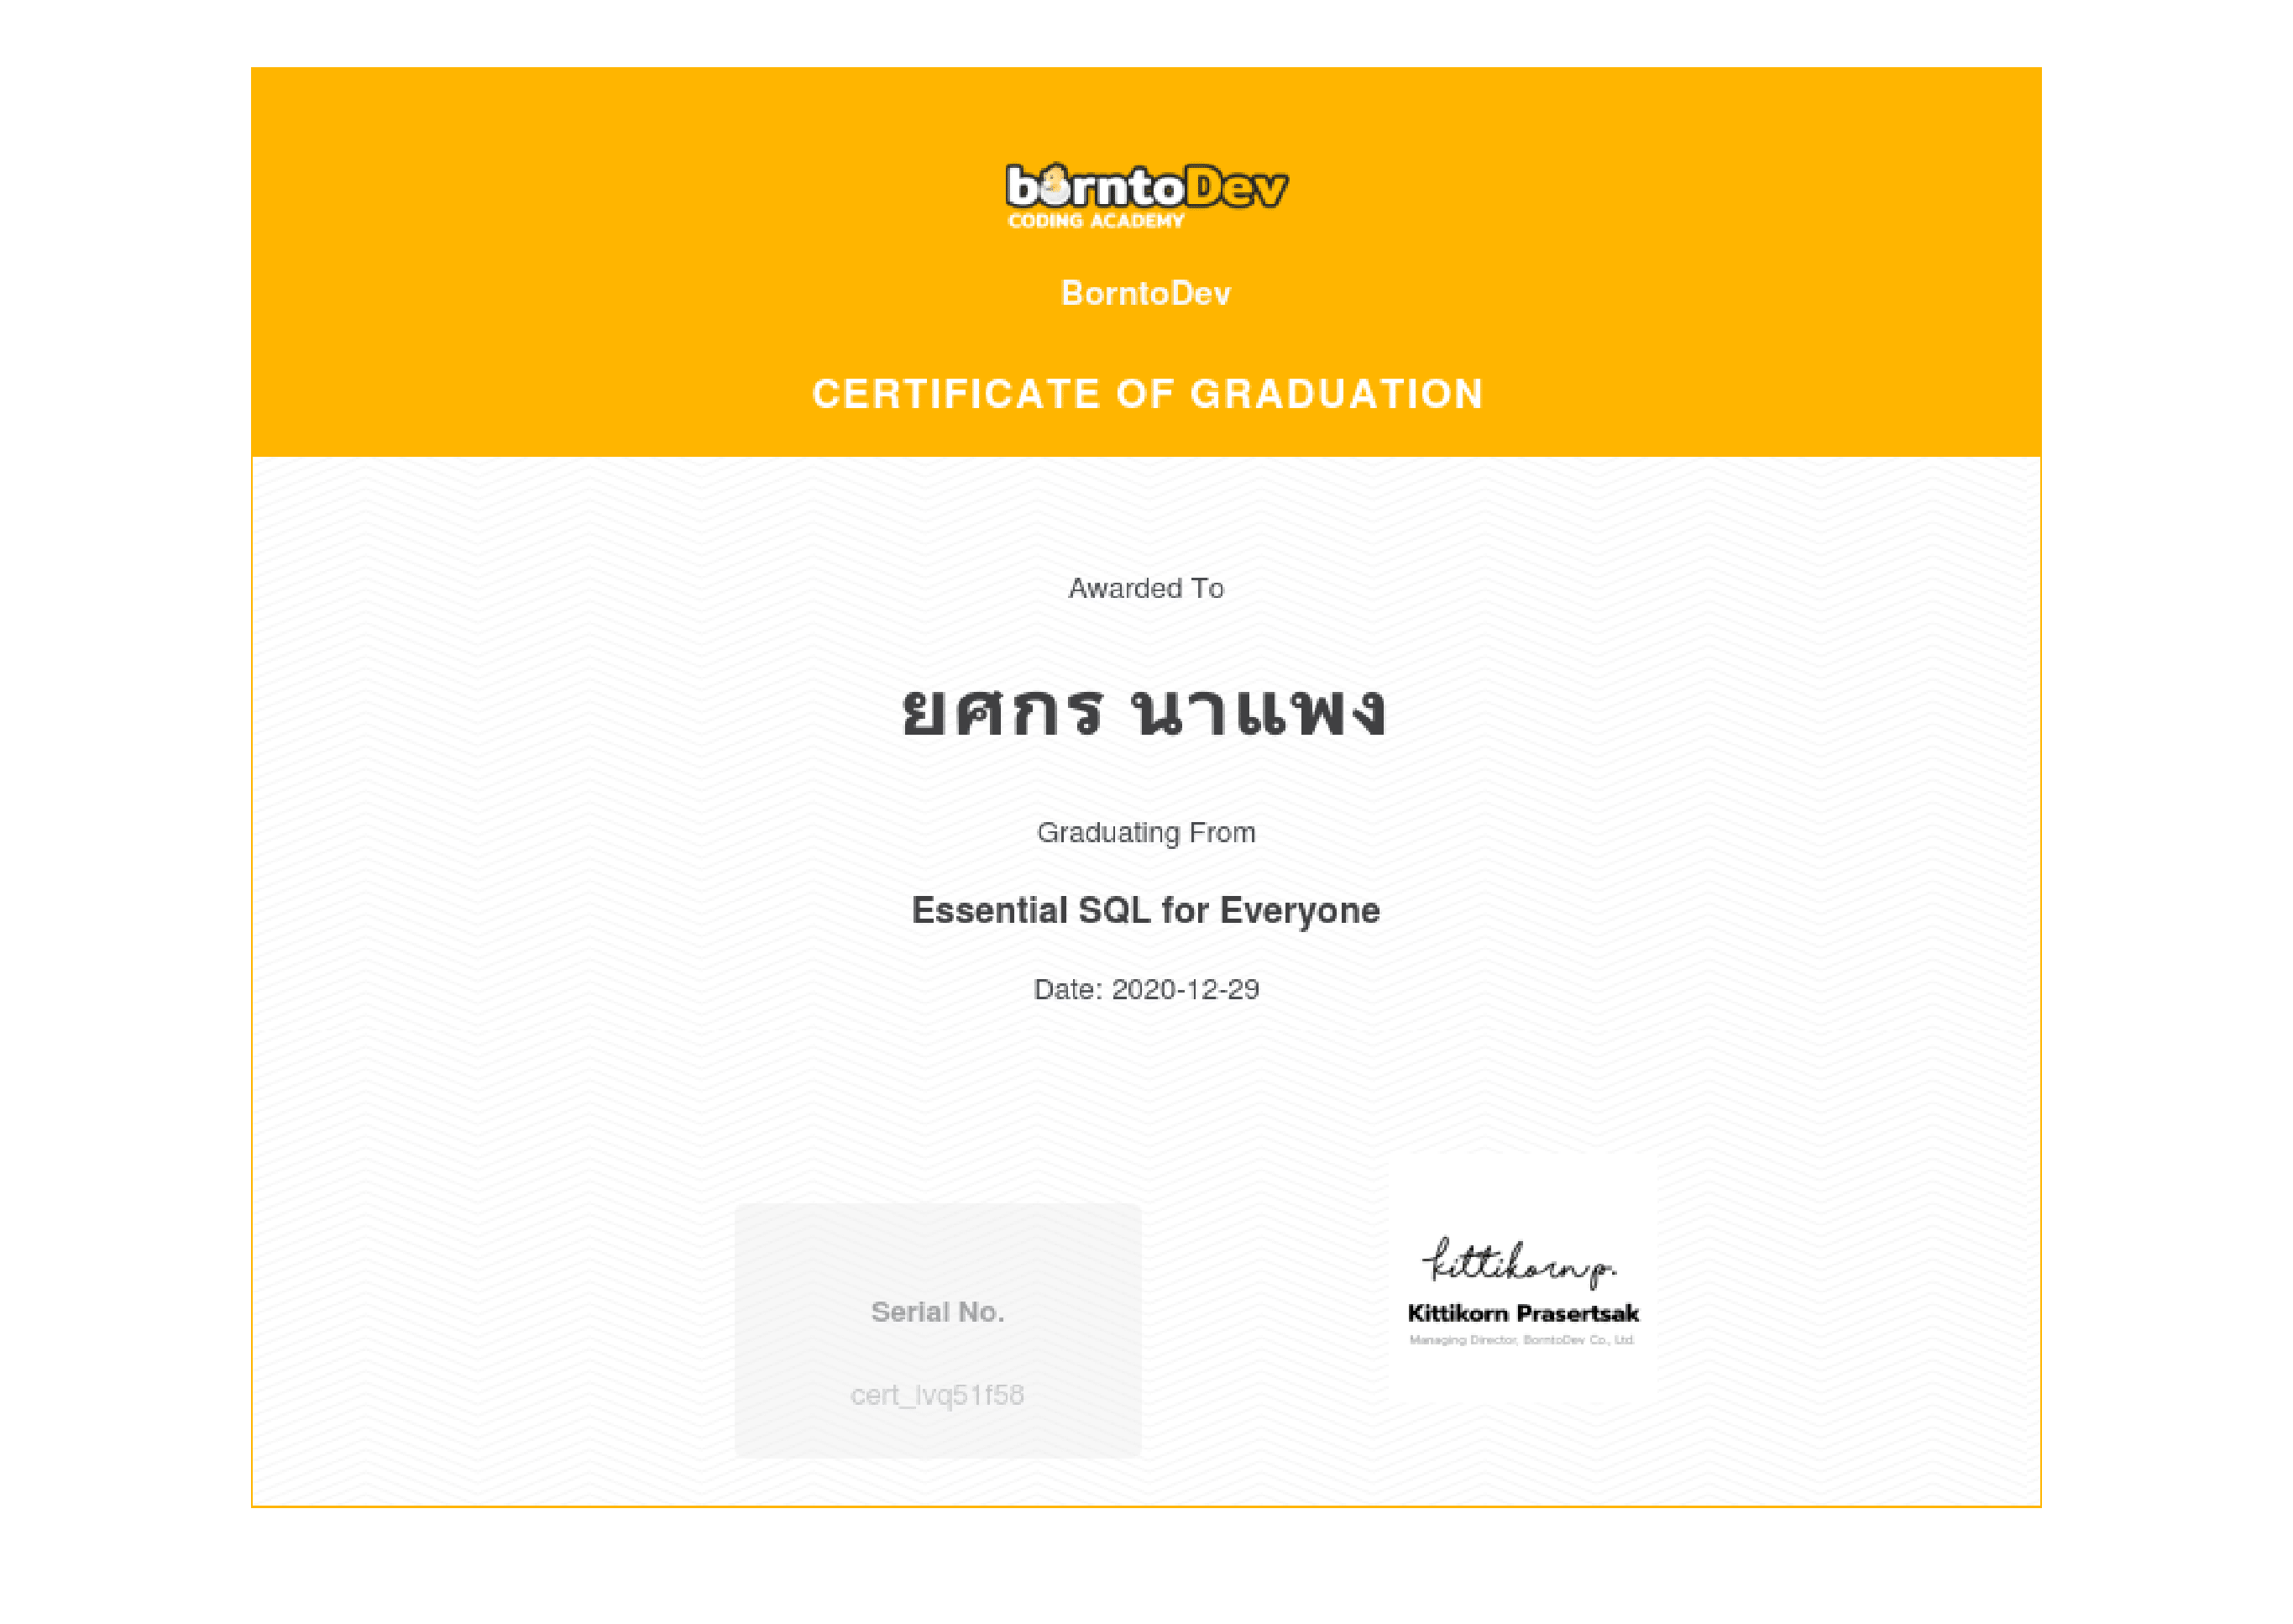 borntoDev
CODING ACADEMY
BorntoDev
CERTIFICATE OF GRADUATION
Awarded To
ยศกร นาแพง
Graduating From
Essential SQL for Everyone
Date: 2020-12-29
Serial No.
cert_lvq51f58
kittikorn p.
Kittikorn Prasertsak
Managing Director, BorntoDev Co., Ltd.